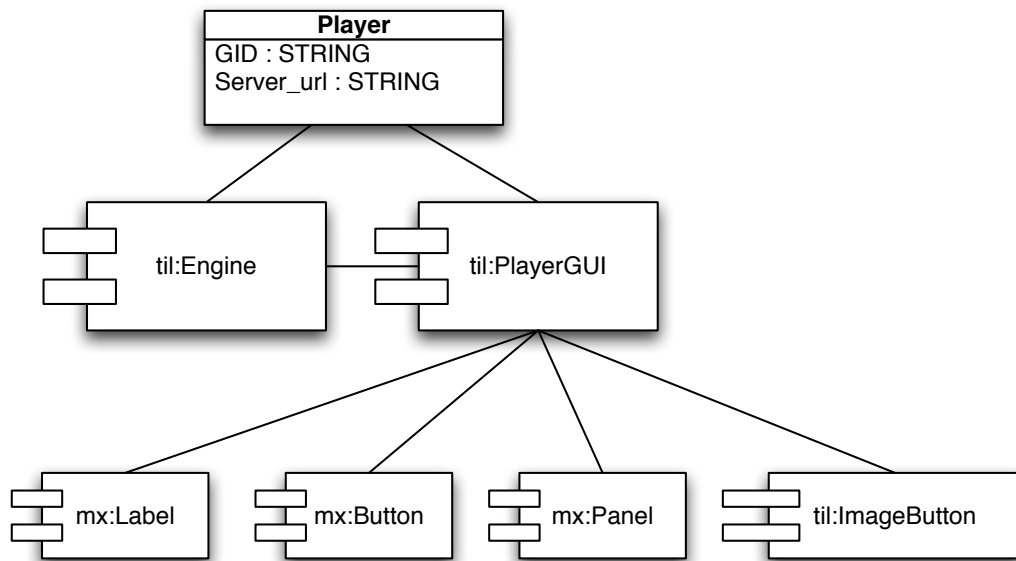 Player
GID : STRING
Server_url : STRING
til:Engine
til:PlayerGUI
mx:Label
mx:Button
mx:Panel
til:ImageButton